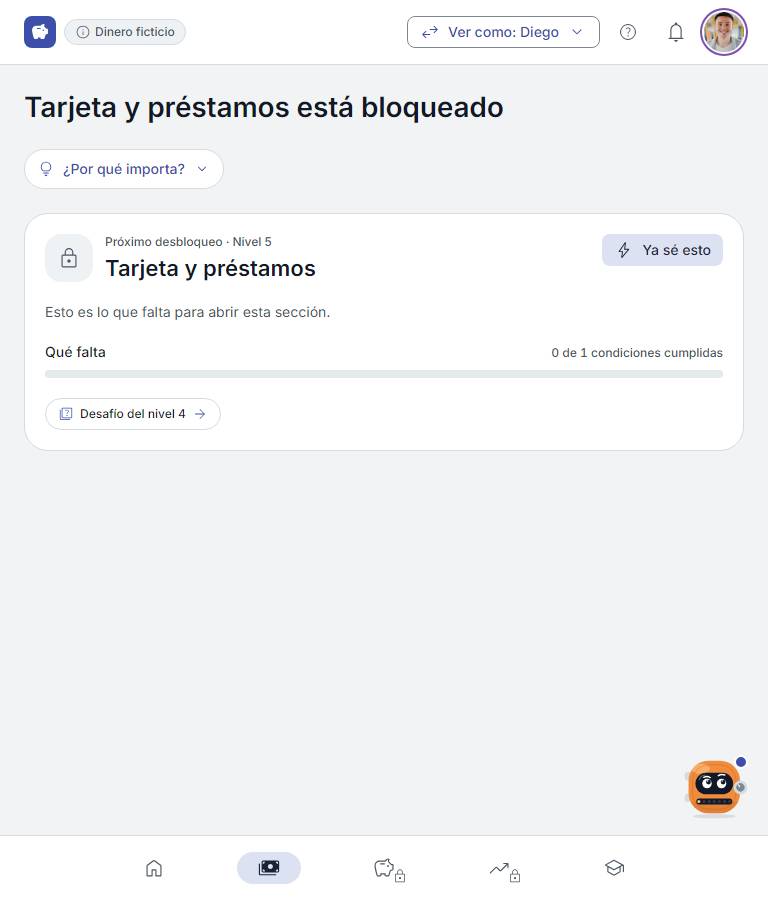 Dinero ficticio
Ver como: Diego
Tarjeta y préstamos está bloqueado
¿Por qué importa?
Próximo desbloqueo · Nivel 5
Tarjeta y préstamos
Ya sé esto
Esto es lo que falta para abrir esta sección.
Qué falta
0 de 1 condiciones cumplidas
Desafío del nivel 4